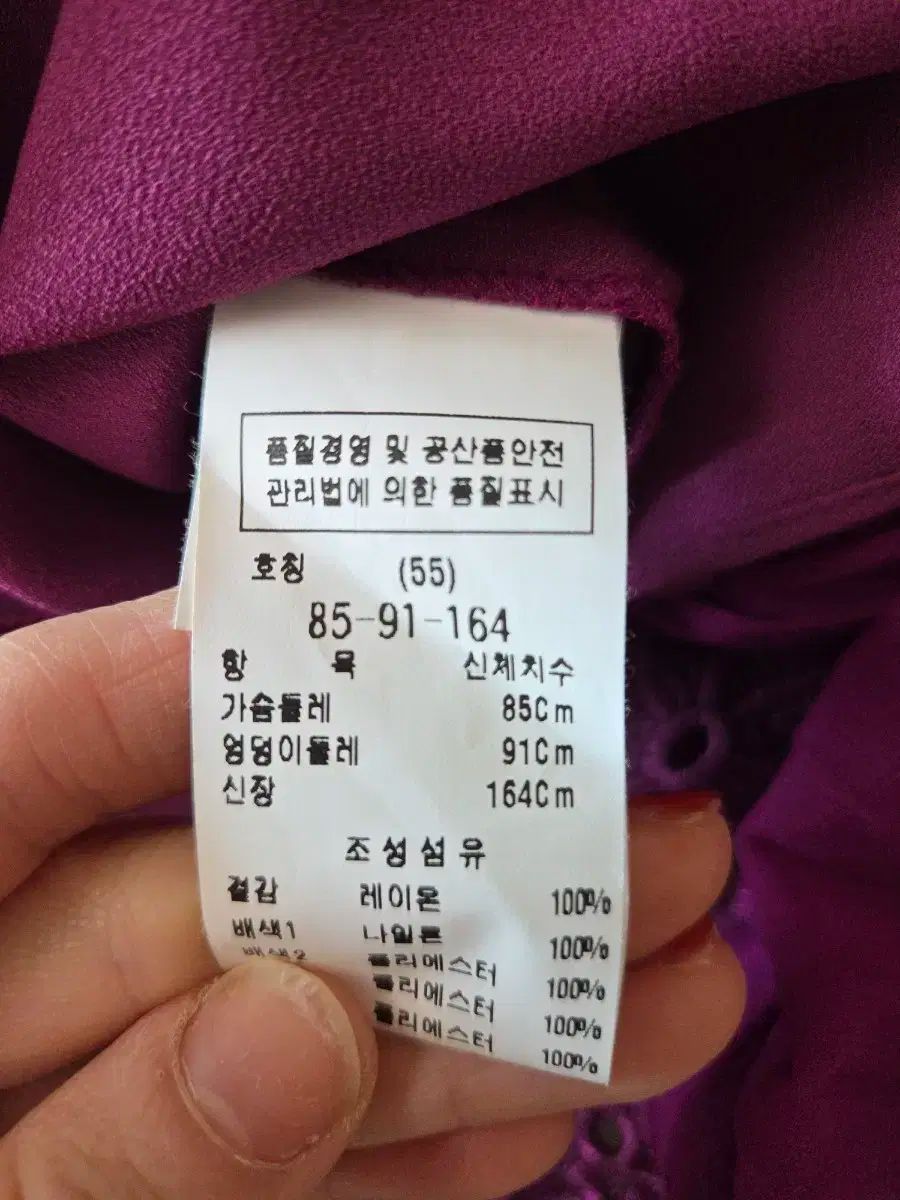 품질경영 및 공산품안전
관리법에 의한 품질표시
호칭 (55)
85-91-164
항 목 신체치수
가슴둘레 85Cm
엉덩이둘레 91Cm
신장 164Cm
조성섬유
겉감 레이온 100%
배색1 나일론 100%
배색2 폴리에스터 100%
폴리에스터 100%
폴리에스터 100%